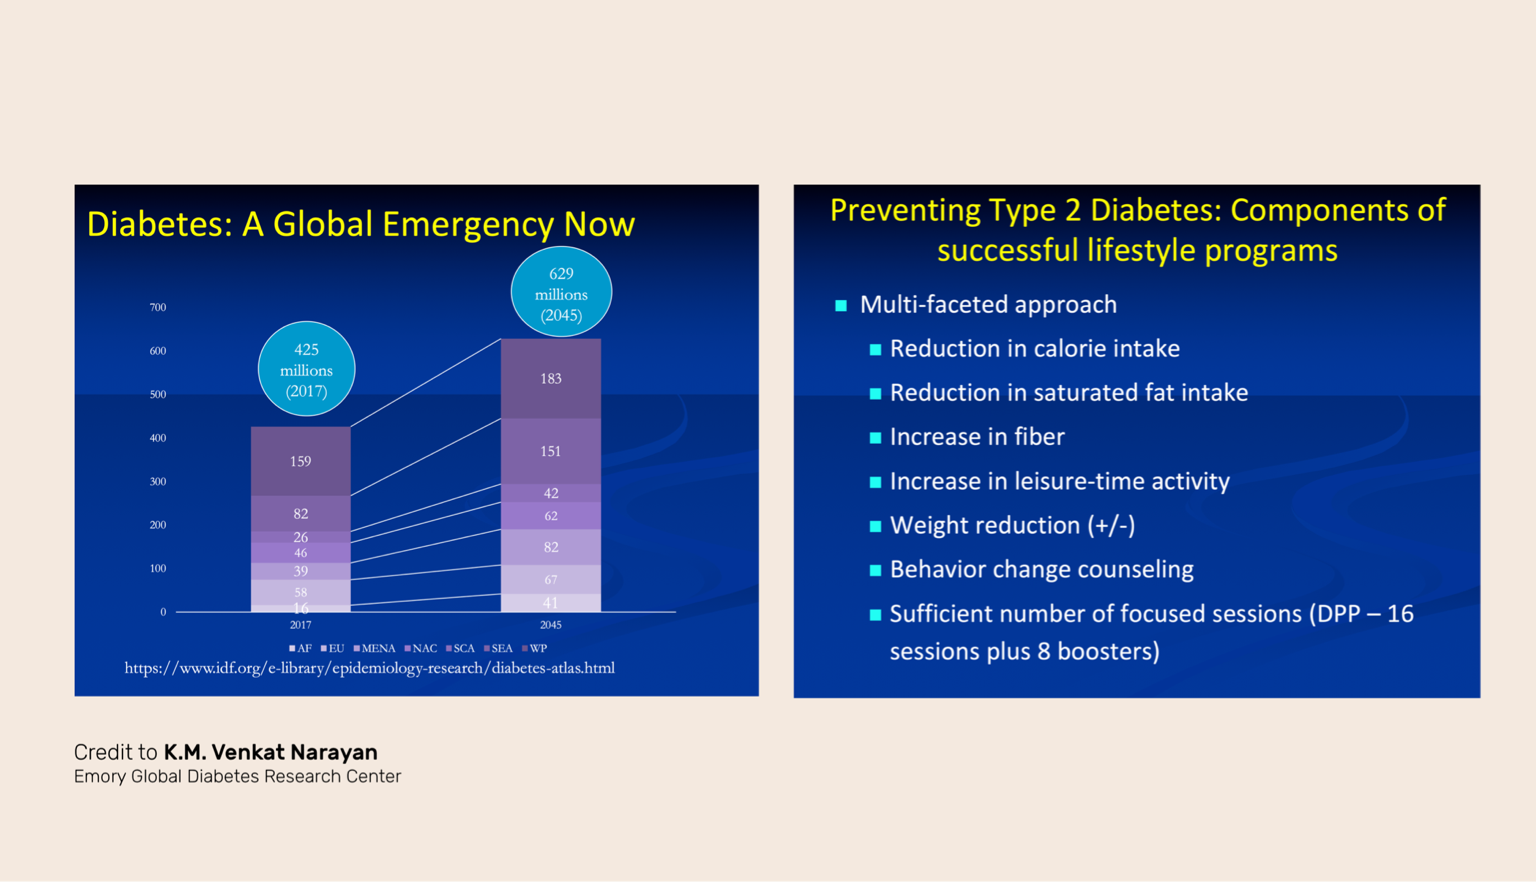 Diabetes: A Global Emergency Now
629
millions
(2045)
425
millions
(2017)
700
600
500
400
300
200
100
0
159
82
26
46
39
58
16
183
151
42
62
82
67
41
2017
2045
AF EU MENA NAC SCA SEA WP
https://www.idf.org/e-library/epidemiology-research/diabetes-atlas.html
Preventing Type 2 Diabetes: Components of
successful lifestyle programs
Multi-faceted approach
Reduction in calorie intake
Reduction in saturated fat intake
Increase in fiber
Increase in leisure-time activity
Weight reduction (+/-)
Behavior change counseling
Sufficient number of focused sessions (DPP – 16
sessions plus 8 boosters)
Credit to K.M. Venkat Narayan
Emory Global Diabetes Research Center